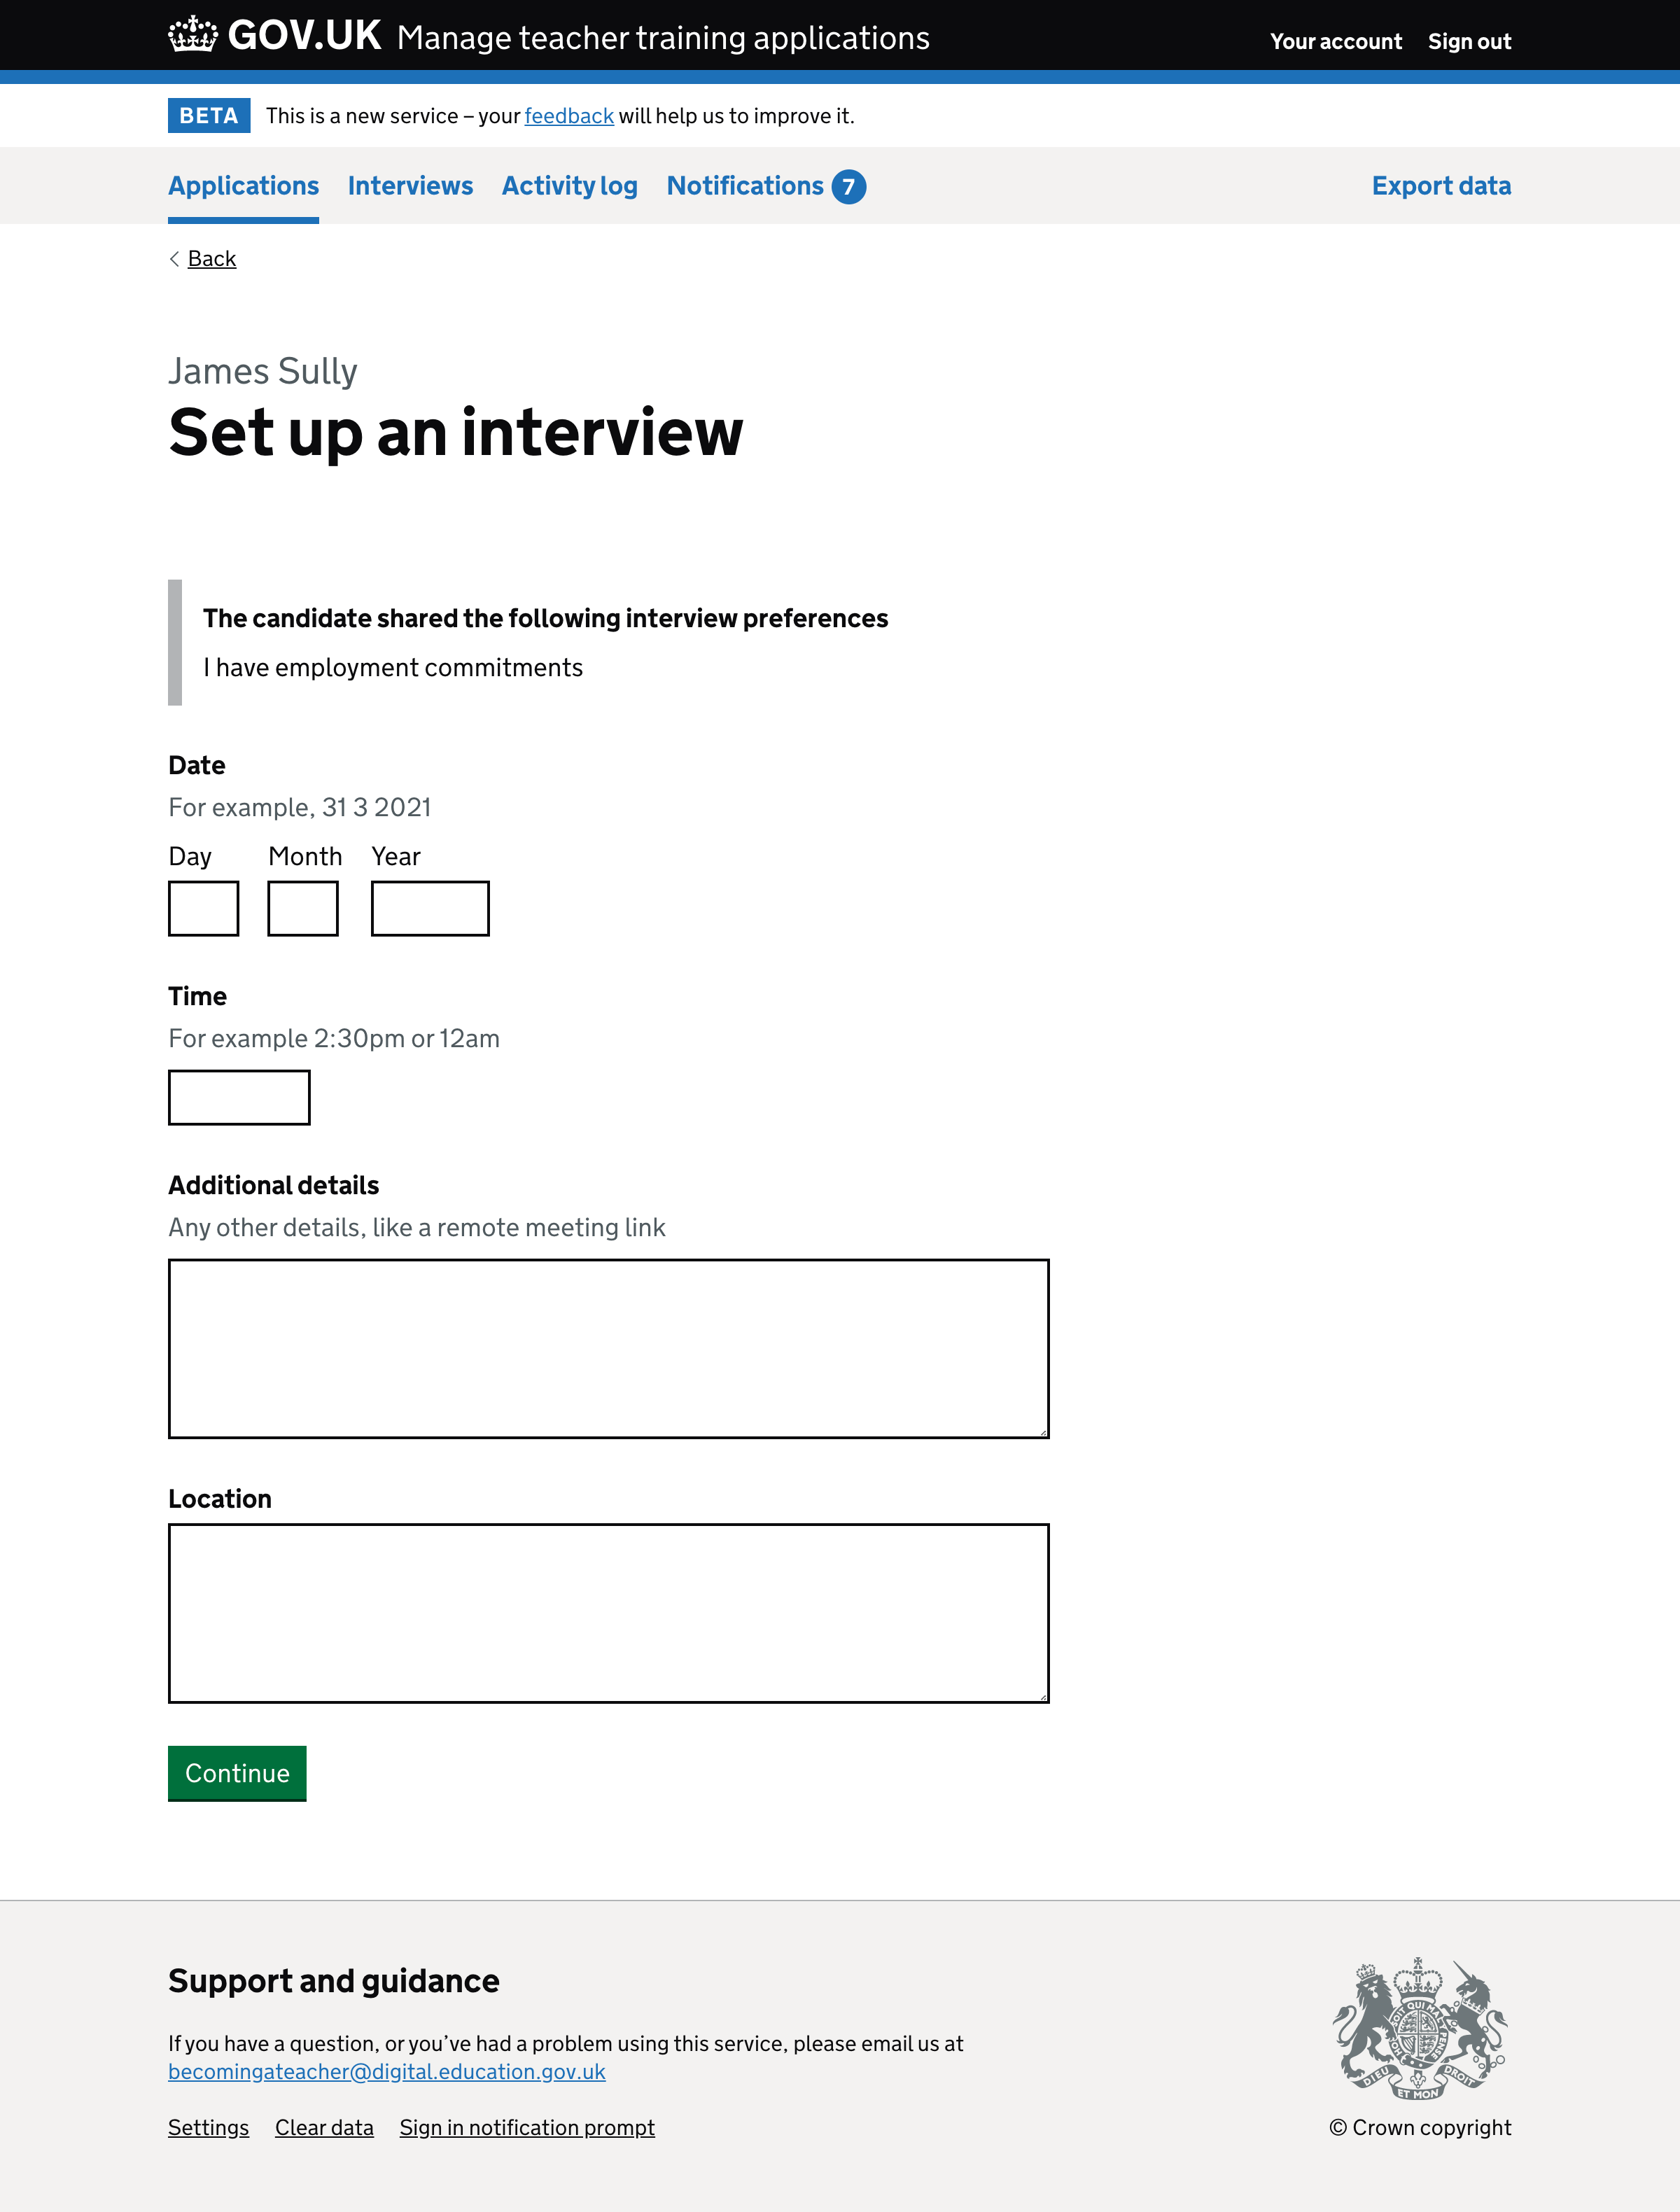 GOV.UK Manage teacher training applications Your account Sign out
BETA This is a new service – your feedback will help us to improve it.
Applications Interviews Activity log Notifications 7 Export data
Back
James Sully
Set up an interview
The candidate shared the following interview preferences
I have employment commitments
Date
For example, 31 3 2021
Day Month Year
Time
For example 2:30pm or 12am
Additional details
Any other details, like a remote meeting link
Location
Continue
Support and guidance
If you have a question, or you’ve had a problem using this service, please email us at
becomingateacher@digital.education.gov.uk
Settings Clear data Sign in notification prompt
DIEU ET MON DROIT
© Crown copyright